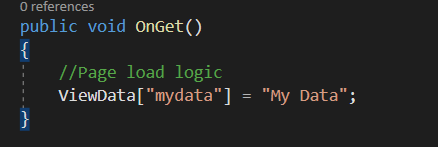 0 references
public void OnGet()
{
//Page load logic
ViewData["mydata"] = "My Data";
}